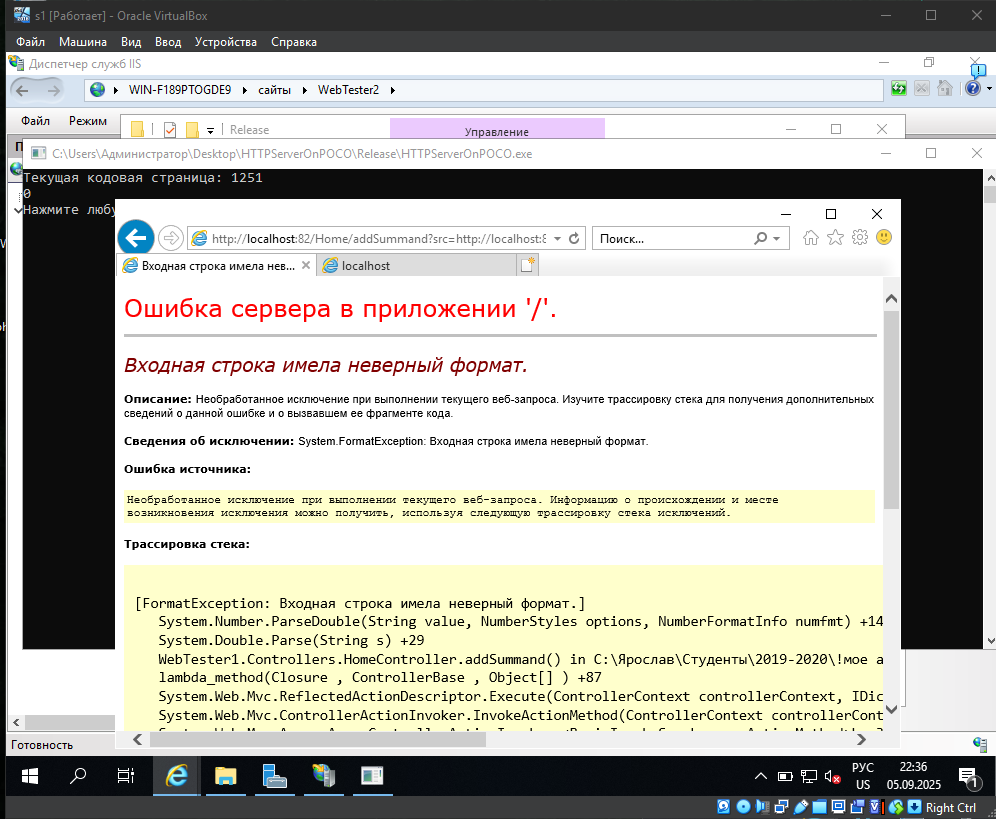 s1 [Работает] - Oracle VirtualBox
Файл Машина Вид Ввод Устройства Справка
Диспетчер служб IIS
WIN-F189PTOGDE9 сайты WebTester2
Файл Режим
Release
Управление
C:\Users\Администратор\Desktop\HTTPServerOnPOCO\Release\HTTPServerOnPOCO.exe
Текущая кодовая страница: 1251
0
Нажмите любу
http://localhost:82/Home/addSummand?src=http://localhost:8
Поиск...
Входная строка имела нев...
localhost
Ошибка сервера в приложении '/'.
Входная строка имела неверный формат.
Описание: Необработанное исключение при выполнении текущего веб-запроса. Изучите трассировку стека для получения дополнительных
сведений о данной ошибке и о вызвавшем ее фрагменте кода.
Сведения об исключении: System.FormatException: Входная строка имела неверный формат.
Ошибка источника:
Необработанное исключение при выполнении текущего веб-запроса. Информацию о происхождении и месте
возникновения исключения можно получить, используя следующую трассировку стека исключений.
Трассировка стека:
[FormatException: Входная строка имела неверный формат.]
System.Number.ParseDouble(String value, NumberStyles options, NumberFormatInfo numfmt) +14
System.Double.Parse(String s) +29
WebTester1.Controllers.HomeController.addSummand() in C:\Ярослав\Студенты\2019-2020\!мое а
lambda_method(Closure , ControllerBase , Object[] ) +87
System.Web.Mvc.ReflectedActionDescriptor.Execute(ControllerContext controllerContext, IDic
System.Web.Mvc.ControllerActionInvoker.InvokeActionMethod(ControllerContext controllerCont
Готовность
РУС
US
22:36
05.09.2025
1
Right Ctrl